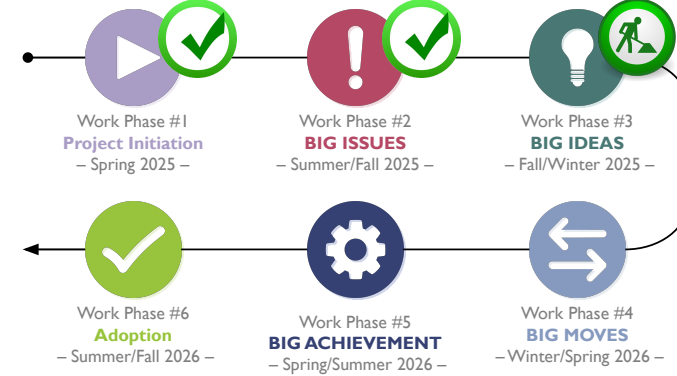 Work Phase #1
Project Initiation
– Spring 2025 –
Work Phase #2
BIG ISSUES
– Summer/Fall 2025 –
Work Phase #3
BIG IDEAS
– Fall/Winter 2025 –
Work Phase #6
Adoption
– Summer/Fall 2026 –
Work Phase #5
BIG ACHIEVEMENT
– Spring/Summer 2026 –
Work Phase #4
BIG MOVES
– Winter/Spring 2026 –